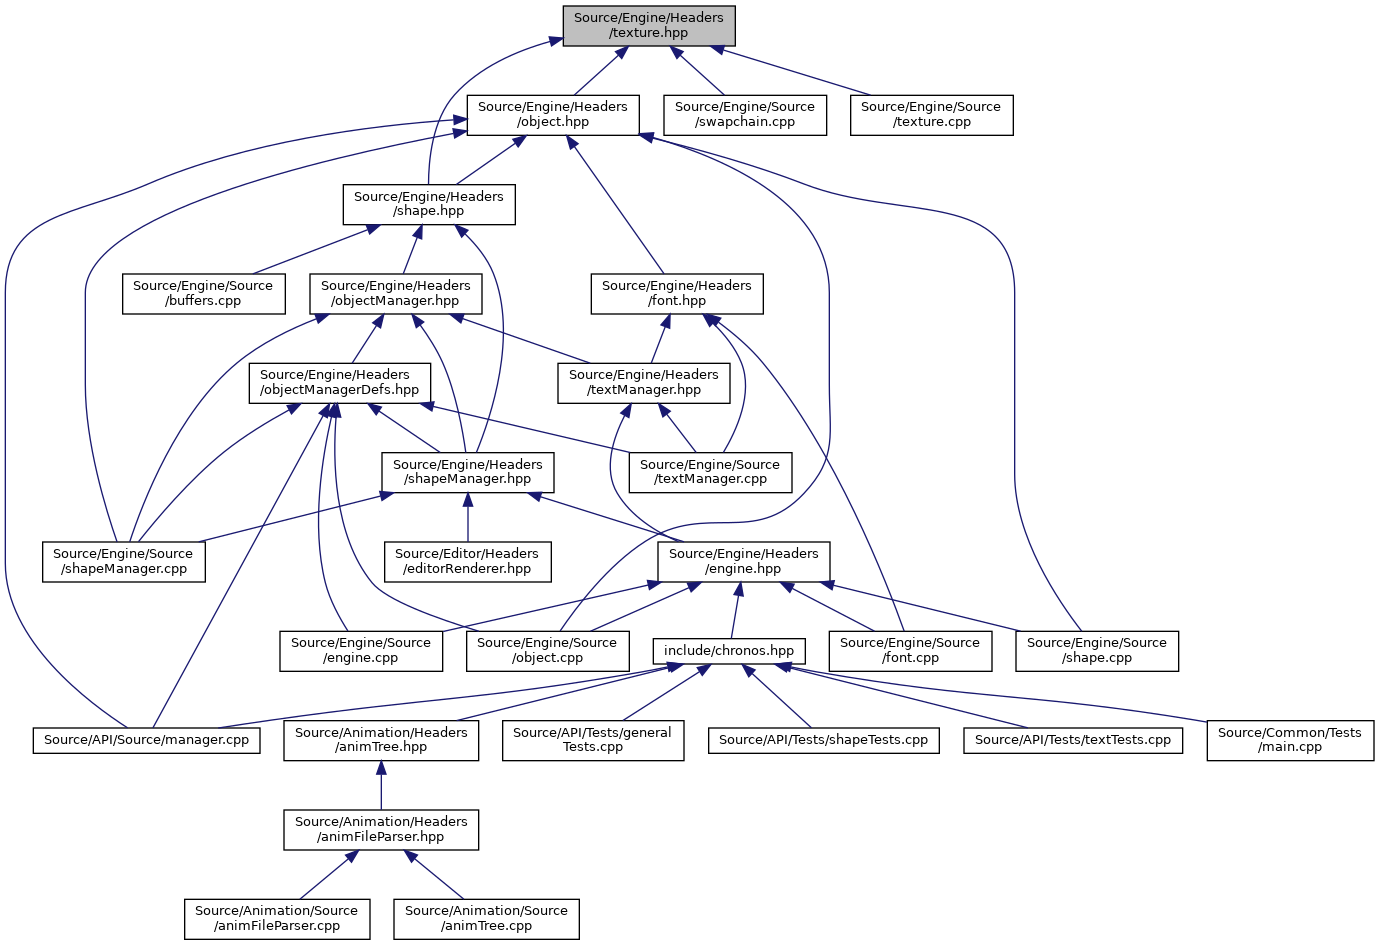 Source/Engine/Headers
/texture.hpp
Source/Engine/Headers
/object.hpp
Source/Engine/Source
/swapchain.cpp
Source/Engine/Source
/texture.cpp
Source/Engine/Headers
/shape.hpp
Source/Engine/Source
/buffers.cpp
Source/Engine/Headers
/objectManager.hpp
Source/Engine/Headers
/font.hpp
Source/Engine/Headers
/objectManagerDefs.hpp
Source/Engine/Headers
/textManager.hpp
Source/Engine/Headers
/shapeManager.hpp
Source/Engine/Source
/textManager.cpp
Source/Engine/Source
/shapeManager.cpp
Source/Editor/Headers
/editorRenderer.hpp
Source/Engine/Headers
/engine.hpp
Source/Engine/Source
/engine.cpp
Source/Engine/Source
/object.cpp
include/chronos.hpp
Source/Engine/Source
/font.cpp
Source/Engine/Source
/shape.cpp
Source/API/Source/manager.cpp
Source/Animation/Headers
/animTree.hpp
Source/API/Tests/general
Tests.cpp
Source/API/Tests/shapeTests.cpp
Source/API/Tests/textTests.cpp
Source/Common/Tests
/main.cpp
Source/Animation/Headers
/animFileParser.hpp
Source/Animation/Source
/animFileParser.cpp
Source/Animation/Source
/animTree.cpp